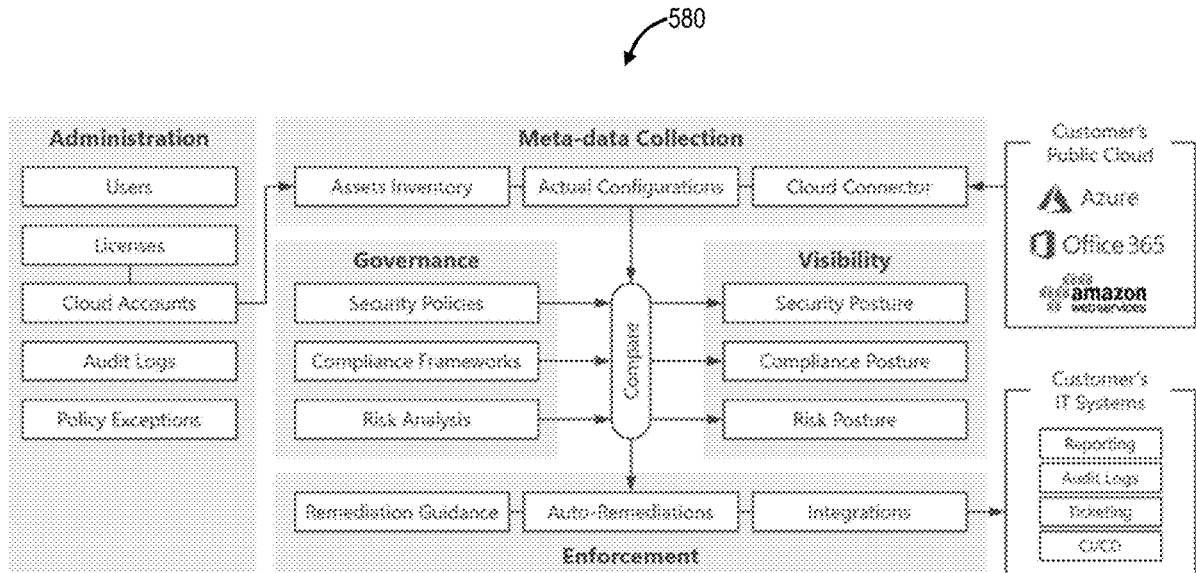 580
Administration
Users
Licenses
Cloud Accounts
Audit Logs
Policy Exceptions
Meta-data Collection
Assets Inventory
Actual Configurations
Cloud Connector
Governance
Security Policies
Compliance Frameworks
Risk Analysis
Compare
Visibility
Security Posture
Compliance Posture
Risk Posture
Remediation Guidance
Auto-Remediations
Integrations
Enforcement
Customer's
Public Cloud
Azure
Office 365
amazon
webservices
Customer's
IT Systems
Reporting
Audit Logs
Ticketing
CI/CD